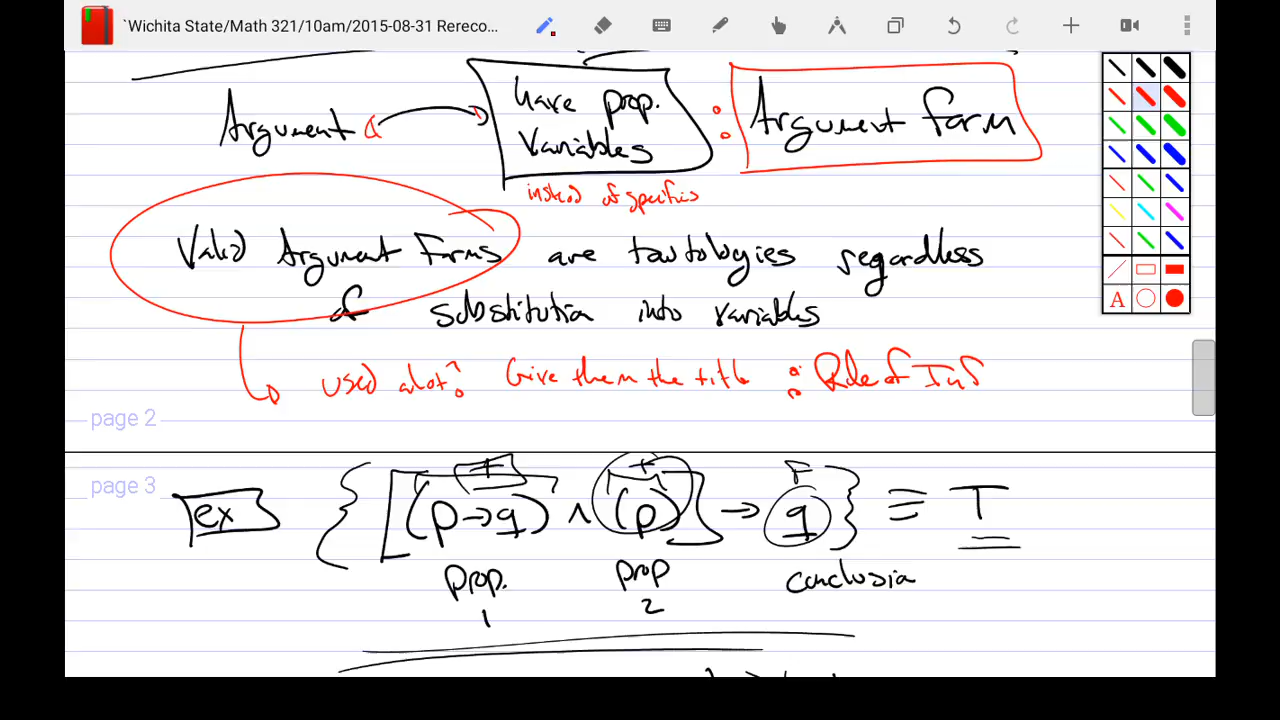 `Wichita State/Math 321/10am/2015-08-31 Rereco...
Argument have prop. variables : Argument Form
instead of specifics
Valid Argument Forms are tautologies regardless
of substitution into variables
used alot? Give them the title : Rule of Inf
page 2
page 3
ex { [ (p → q) ∧ (p) ] → q } ≡ T
T T F
prop. 1 prop 2 conclusion
A